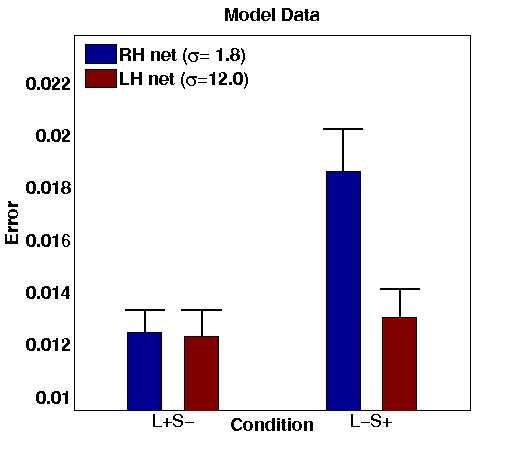 Model Data
RH net (σ= 1.8)
LH net (σ=12.0)
0.022
0.02
0.018
0.016
0.014
0.012
0.01
Error
L+S−
L−S+
Condition